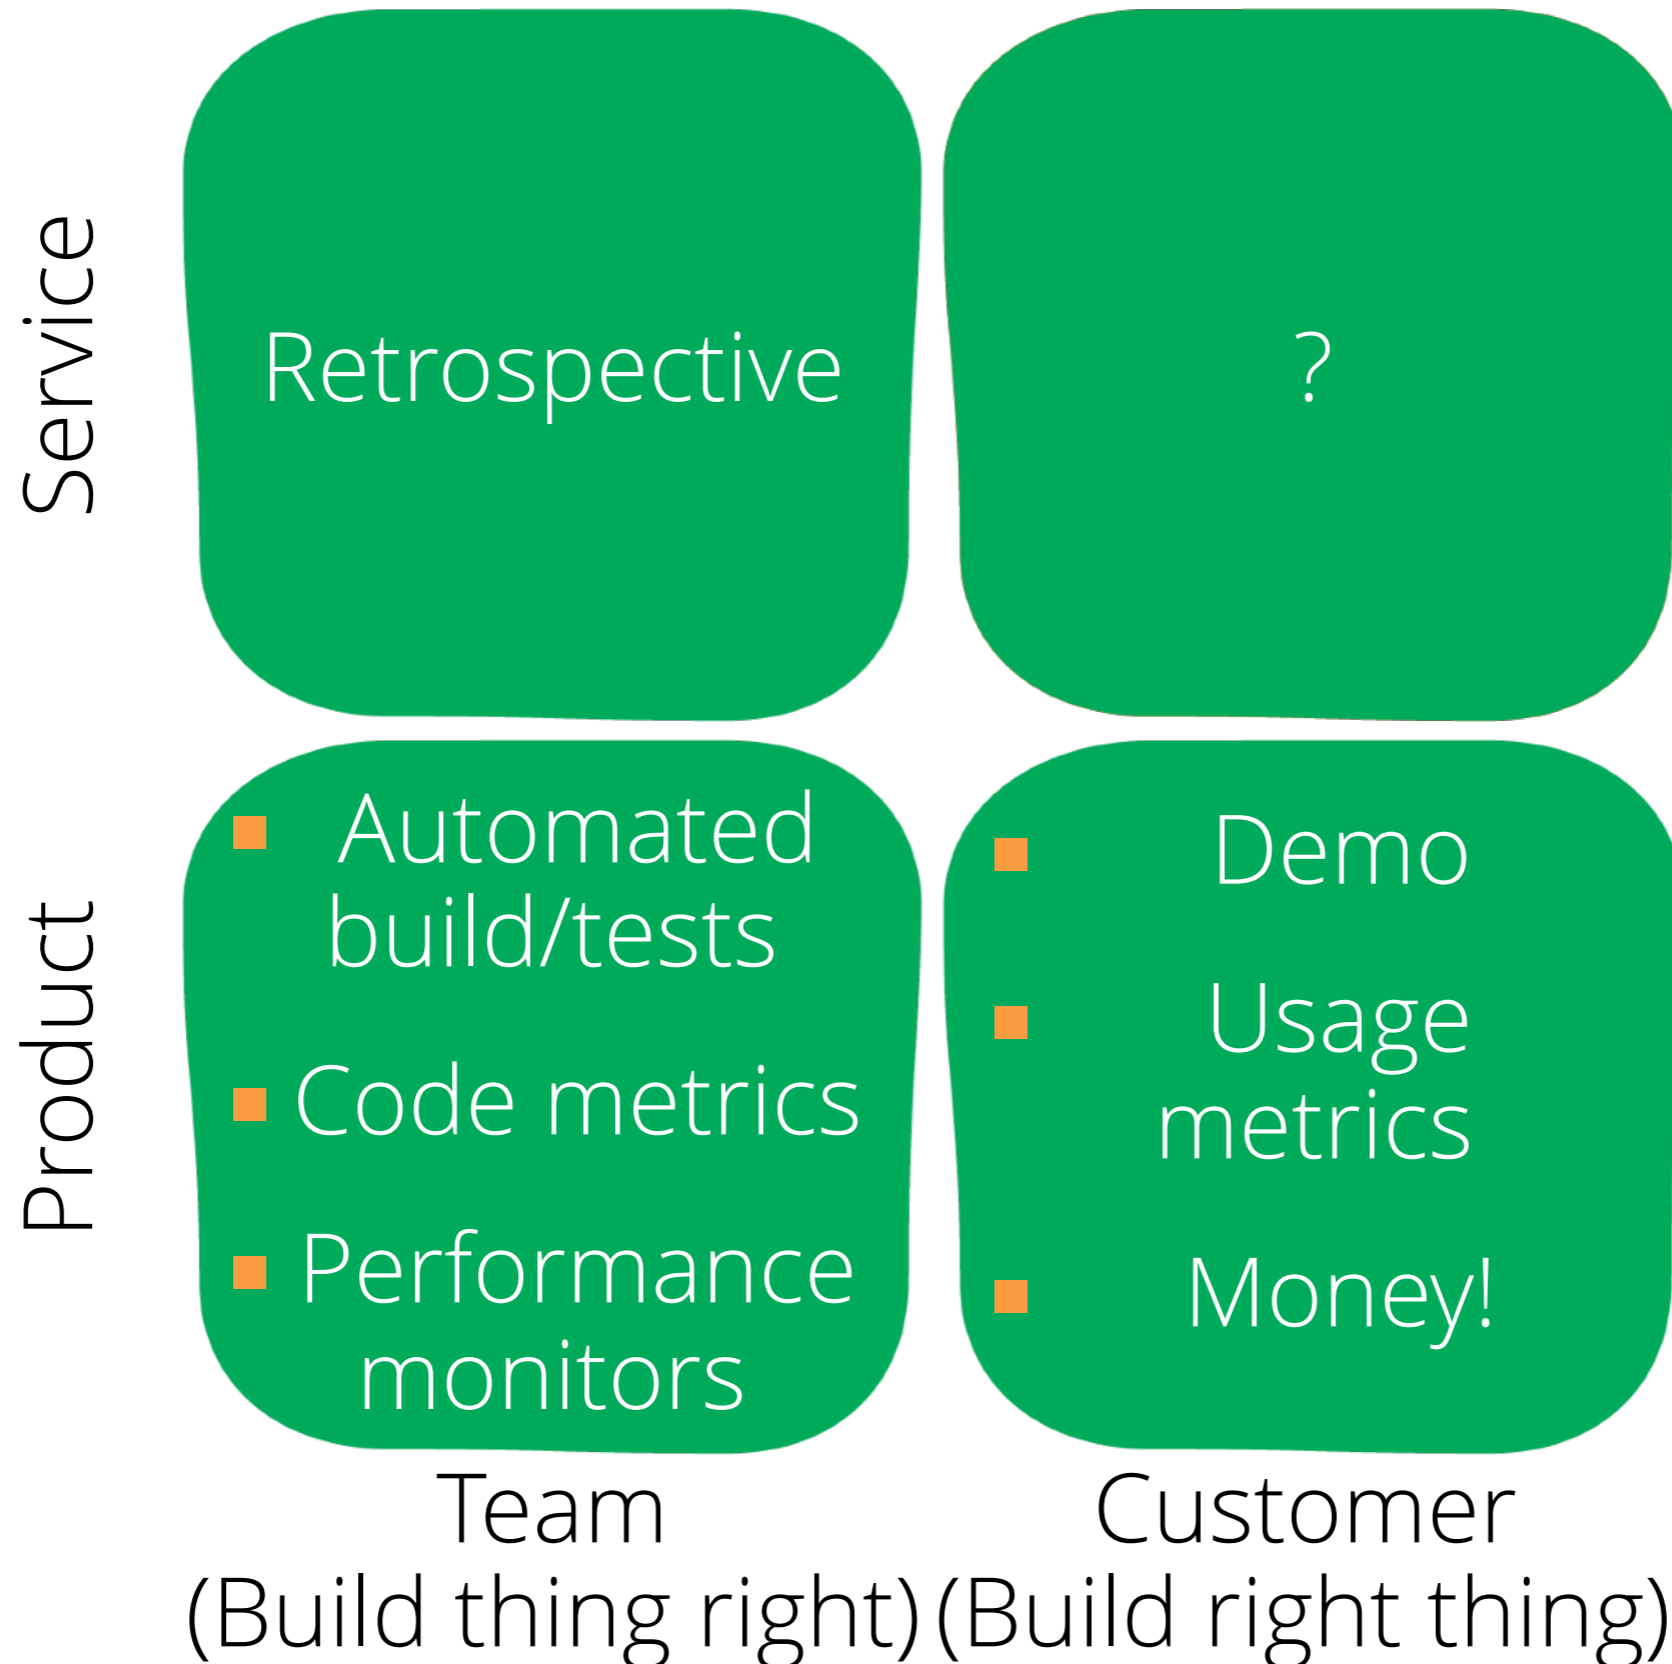 Service
Retrospective
?
Product
Automated
build/tests
Code metrics
Performance
monitors
Demo
Usage
metrics
Money!
Team
(Build thing right)
Customer
(Build right thing)